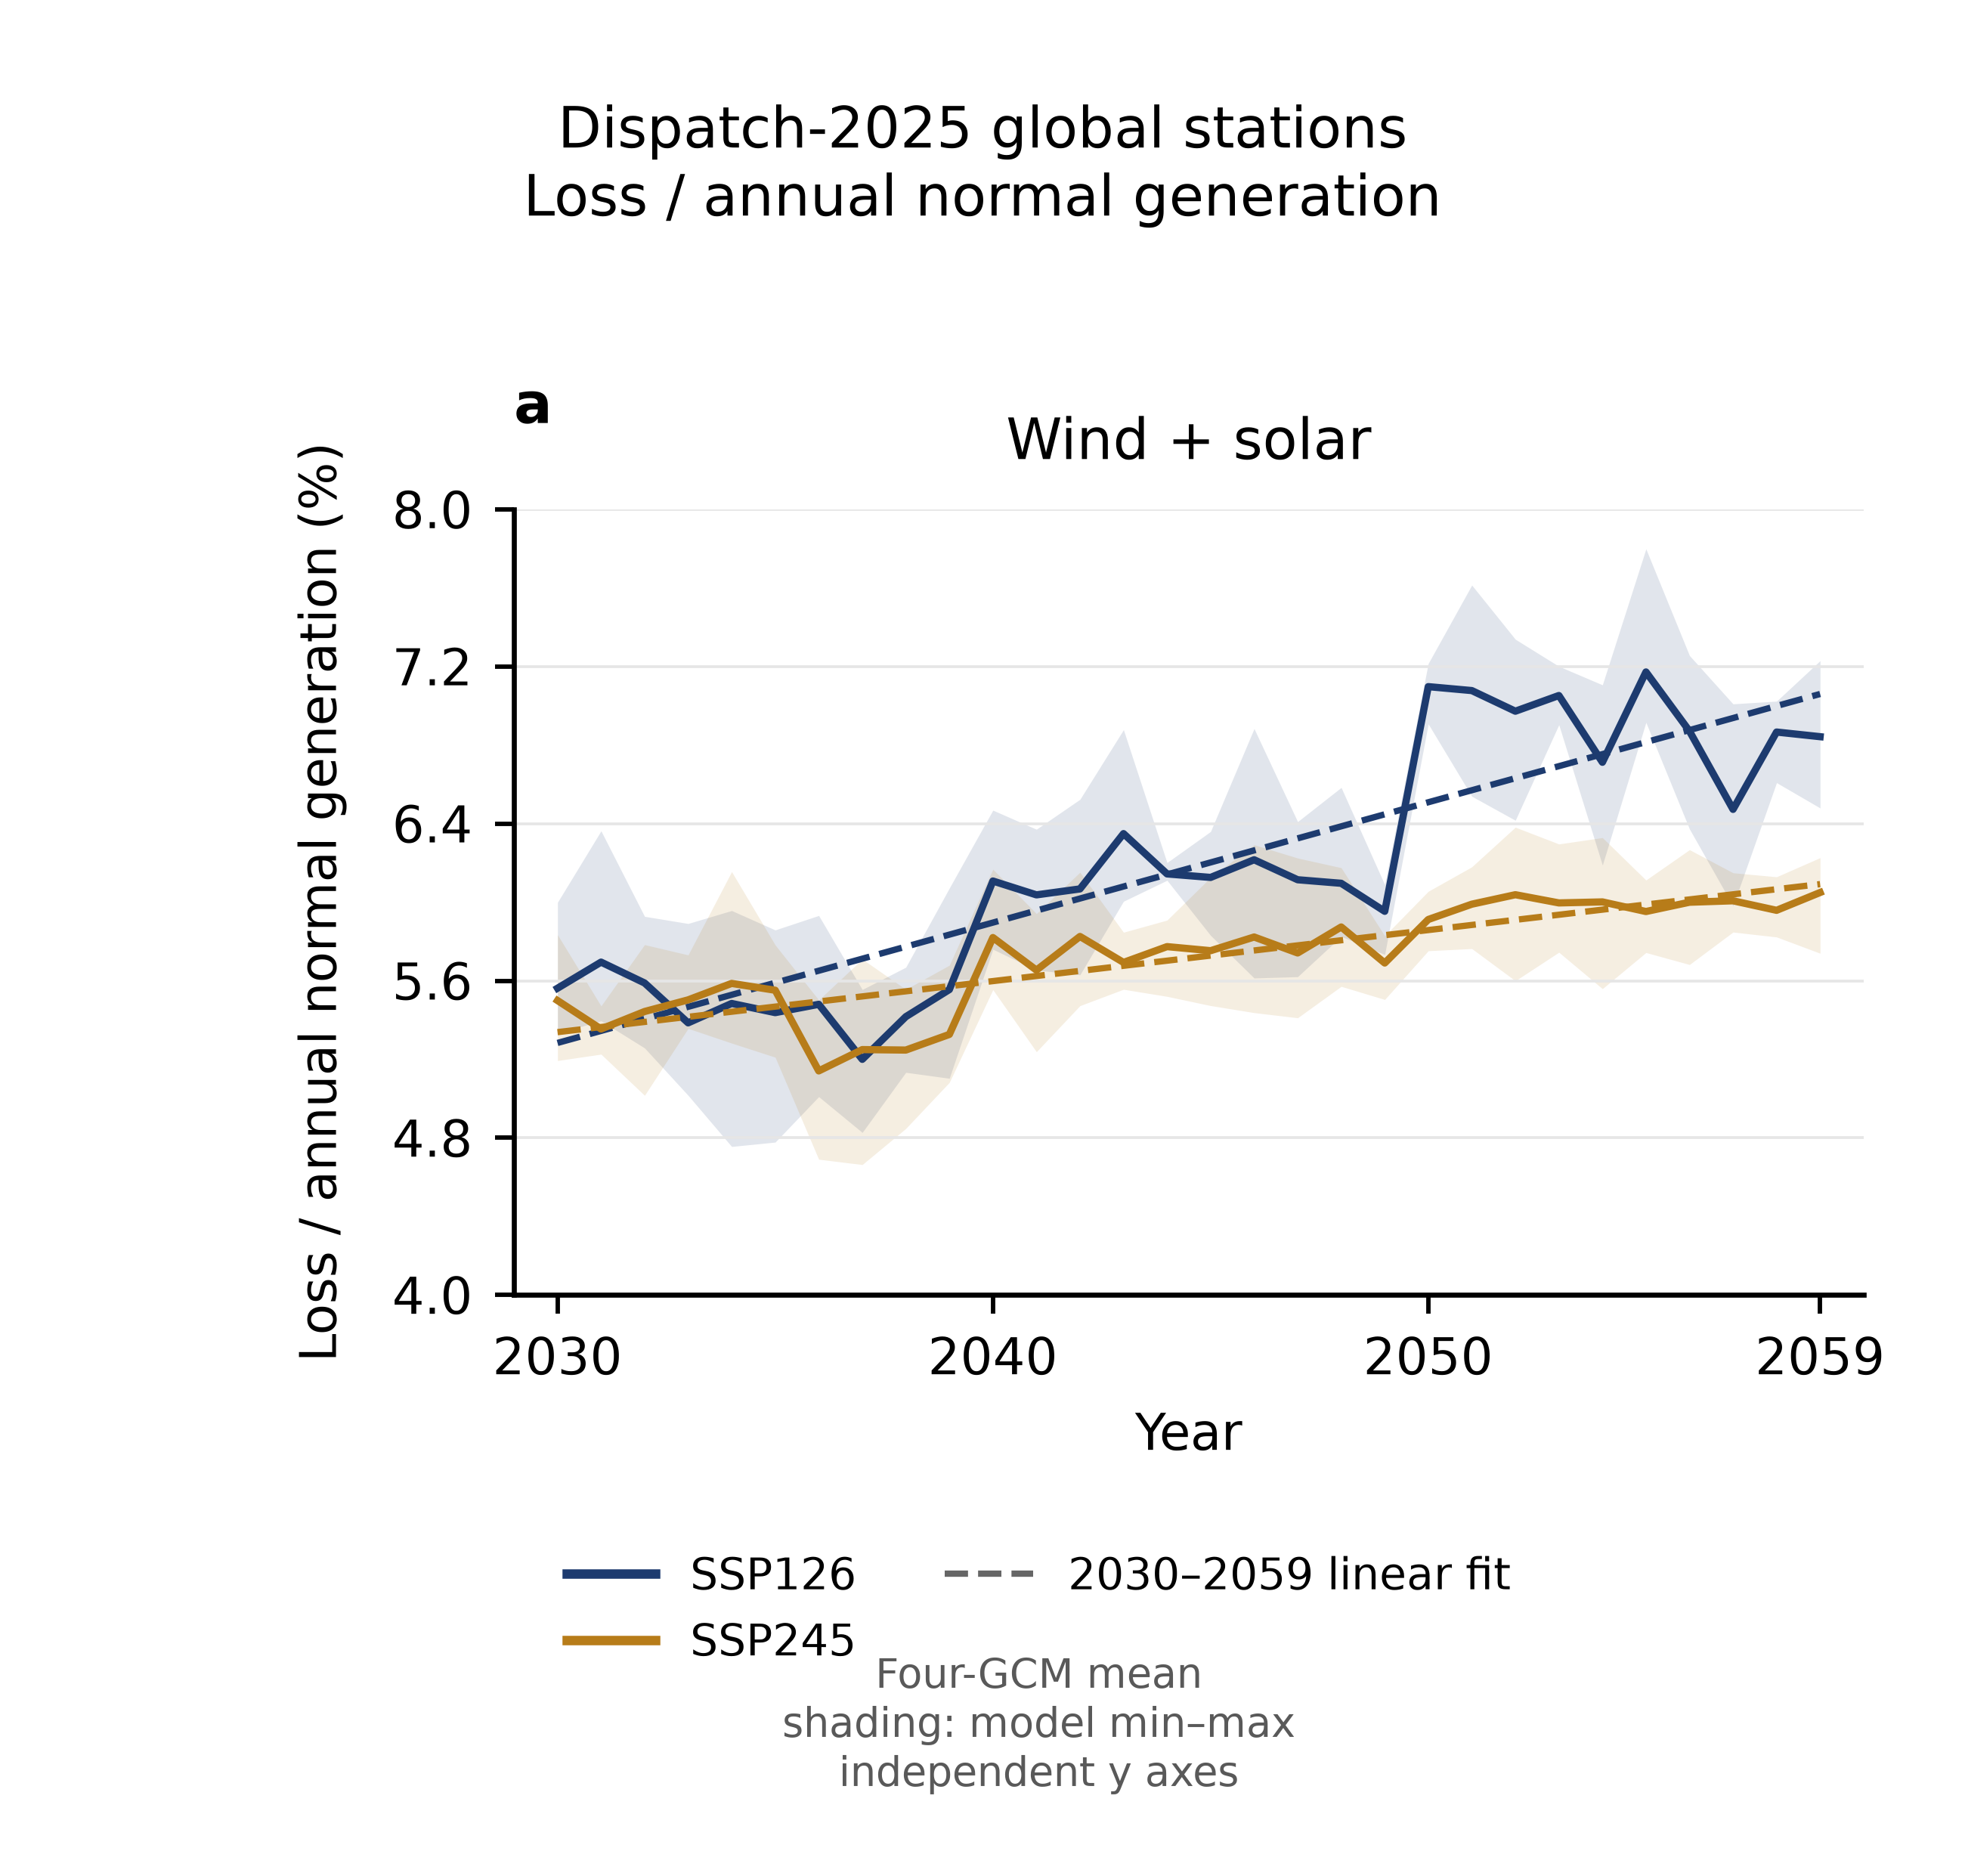 Dispatch-2025 global stations
Loss / annual normal generation
a
Wind + solar
Loss / annual normal generation (%)
8.0
7.2
6.4
5.6
4.8
4.0
2030
2040
2050
2059
Year
SSP126
2030–2059 linear fit
SSP245
Four-GCM mean
shading: model min–max
independent y axes